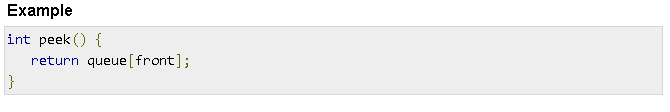 Example
int peek() {
   return queue[front];
}